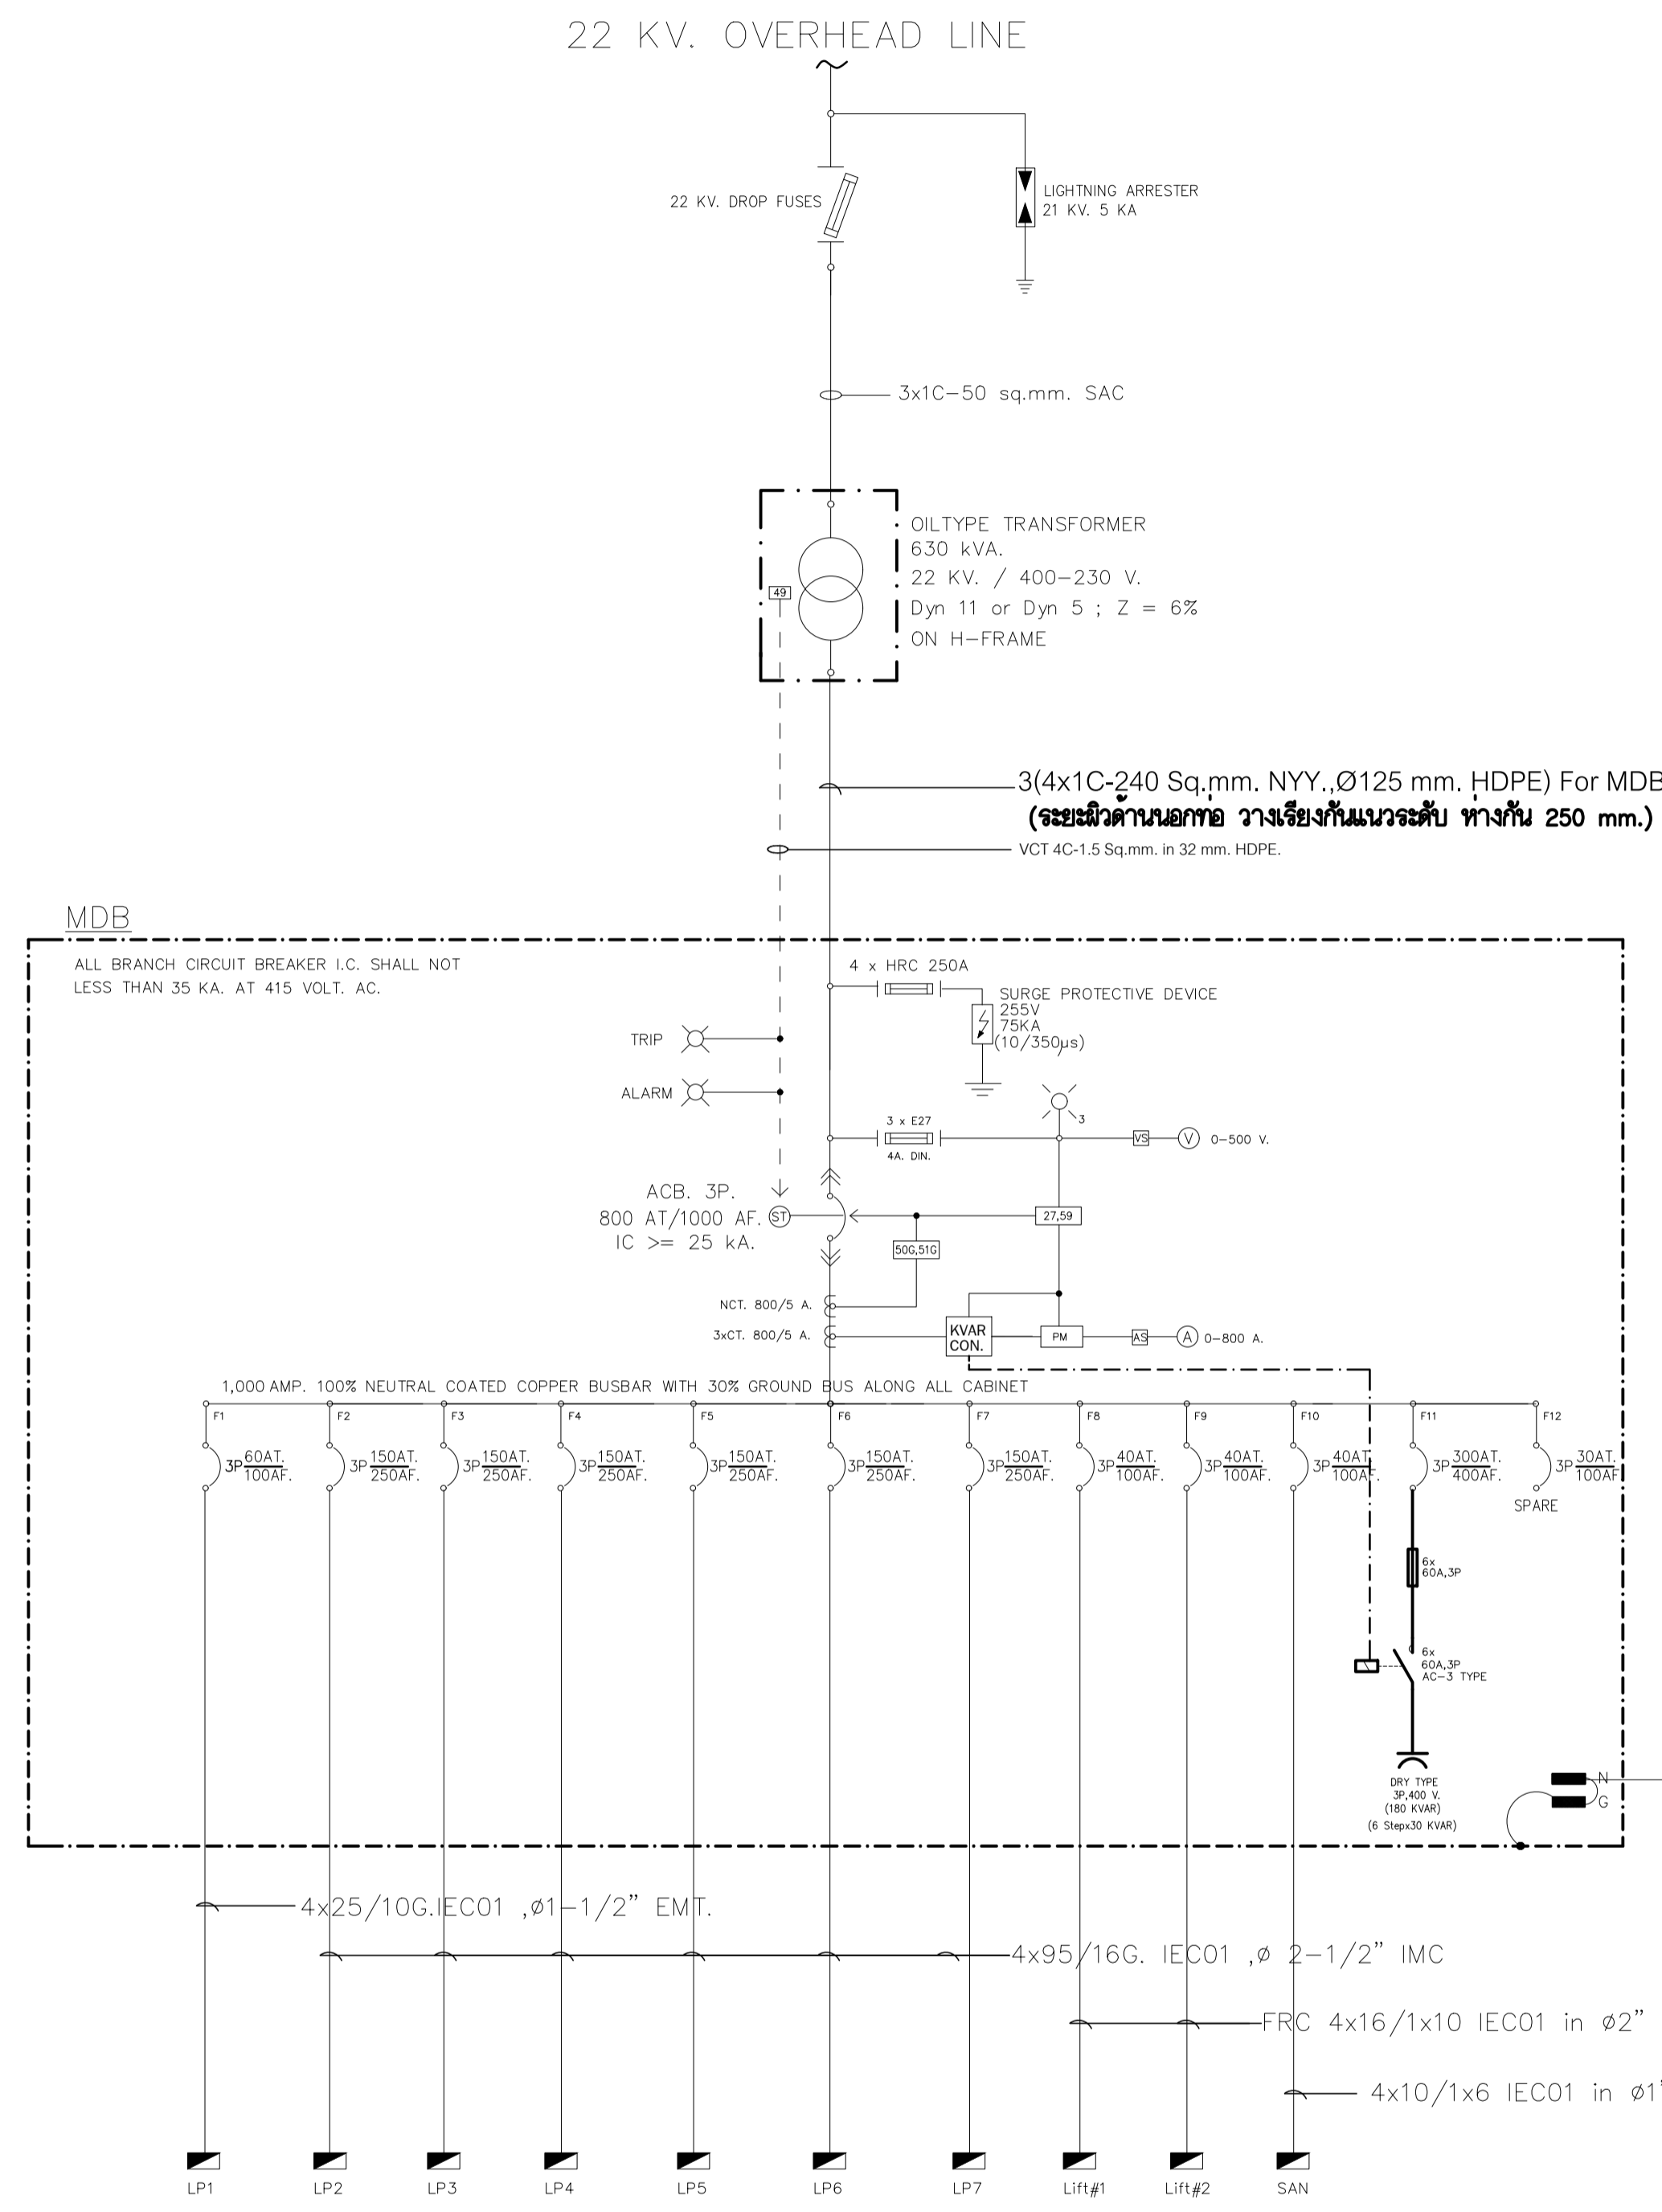 22 KV. OVERHEAD LINE
22 KV. DROP FUSES
LIGHTNING ARRESTER
21 KV. 5 KA
3x1C-50 sq.mm. SAC
OILTYPE TRANSFORMER
630 kVA.
22 KV. / 400-230 V.
Dyn 11 or Dyn 5 ; Z = 6%
ON H-FRAME
49
3(4x1C-240 Sq.mm. NYY.,Ø125 mm. HDPE) For MDB
(ระยะผิวด้านนอกท่อ วางเรียงกันแนวระดับ ห่างกัน 250 mm.)
VCT 4C-1.5 Sq.mm. in 32 mm. HDPE.
MDB
ALL BRANCH CIRCUIT BREAKER I.C. SHALL NOT
LESS THAN 35 KA. AT 415 VOLT. AC.
4 x HRC 250A
SURGE PROTECTIVE DEVICE
255V
75KA
(10/350µs)
TRIP
ALARM
3
3 x E27
4A. DIN.
VS
V
0-500 V.
ACB. 3P.
800 AT/1000 AF.
IC >= 25 kA.
ST
27,59
50G,51G
NCT. 800/5 A.
3xCT. 800/5 A.
KVAR
CON.
PM
AS
A
0-800 A.
1,000 AMP. 100% NEUTRAL COATED COPPER BUSBAR WITH 30% GROUND BUS ALONG ALL CABINET
F1
F2
F3
F4
F5
F6
F7
F8
F9
F10
F11
F12
3P 60AT.
100AF.
3P 150AT.
250AF.
3P 150AT.
250AF.
3P 150AT.
250AF.
3P 150AT.
250AF.
3P 150AT.
250AF.
3P 150AT.
250AF.
3P 40AT.
100AF.
3P 40AT.
100AF.
3P 40AT.
100AF.
3P 300AT.
400AF.
3P 30AT.
100AF
SPARE
6x
60A,3P
6x
60A,3P
AC-3 TYPE
DRY TYPE
3P,400 V.
(180 KVAR)
(6 Stepx30 KVAR)
N
G
4x25/10G.IEC01 ,ø1-1/2" EMT.
4x95/16G. IEC01 ,ø 2-1/2" IMC
FRC 4x16/1x10 IEC01 in ø2"
4x10/1x6 IEC01 in ø1"
LP1
LP2
LP3
LP4
LP5
LP6
LP7
Lift#1
Lift#2
SAN